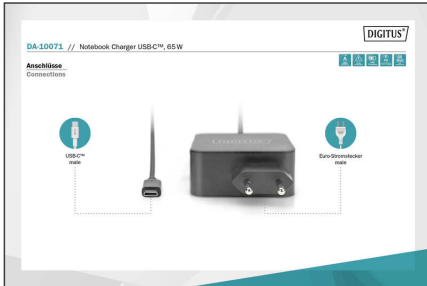 DIGITUS®
DA-10071 // Notebook Charger USB-C™, 65 W
Anschlüsse
Connections
USB-C™
male
Euro-Stromstecker
male